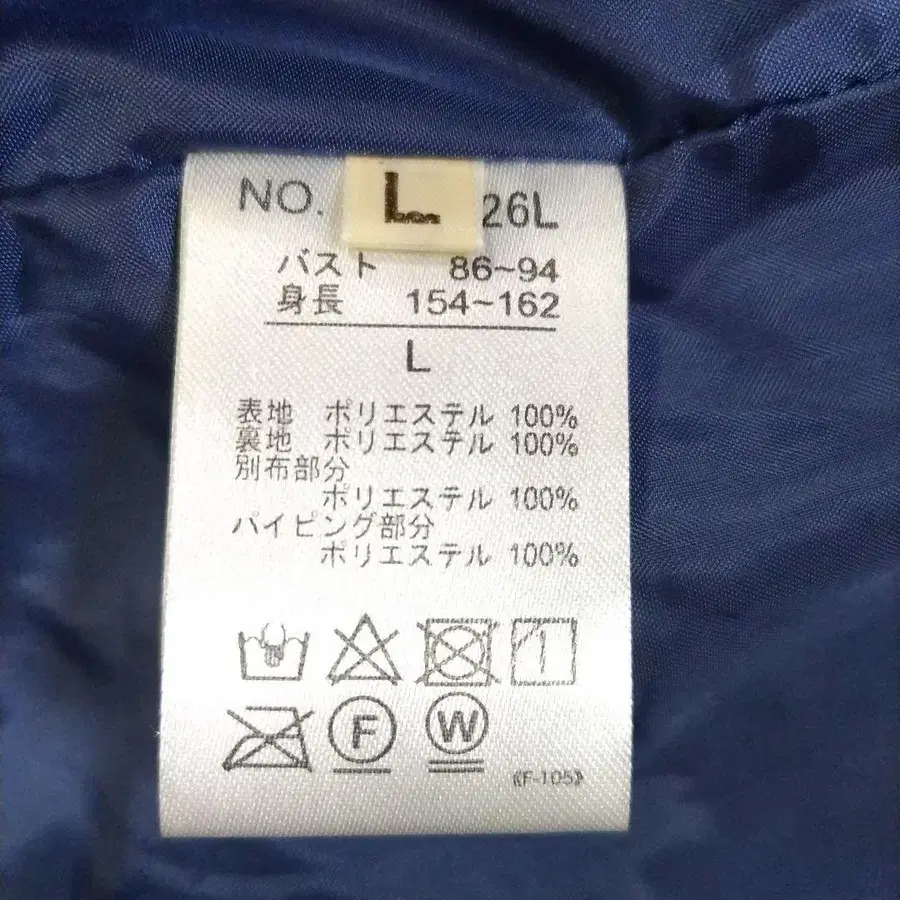 NO. L 26L
バスト 86~94
身長 154~162
L
表地 ポリエステル 100%
裏地 ポリエステル 100%
別布部分
ポリエステル 100%
パイピング部分
ポリエステル 100%
F W
《F-105》